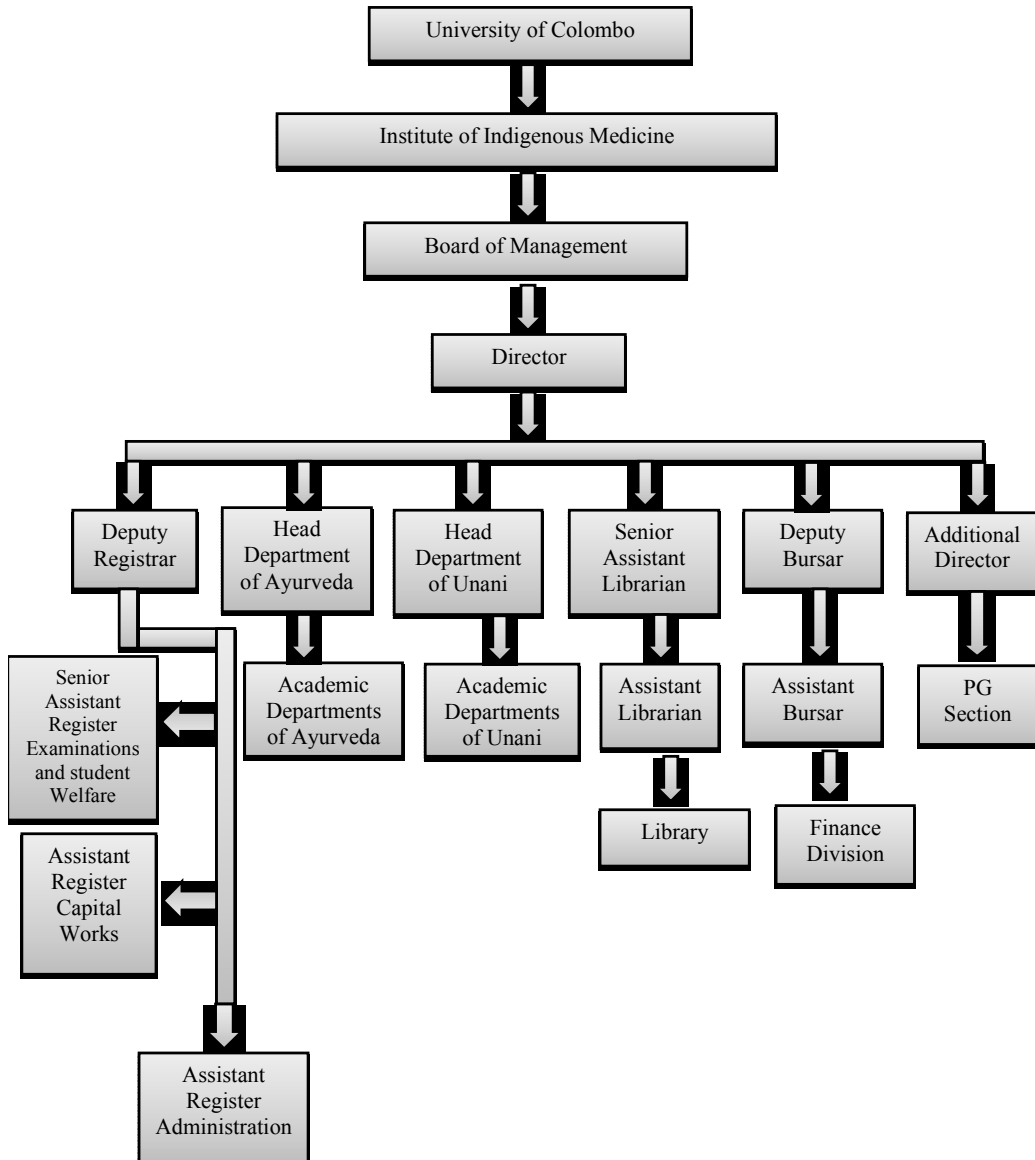 University of Colombo
Institute of Indigenous Medicine
Board of Management
Director
Deputy
Registrar
Head
Department
of Ayurveda
Head
Department
of Unani
Senior
Assistant
Librarian
Deputy
Bursar
Additional
Director
Senior
Assistant
Register
Examinations
and student
Welfare
Academic
Departments
of Ayurveda
Academic
Departments
of Unani
Assistant
Librarian
Assistant
Bursar
PG
Section
Library
Finance
Division
Assistant
Register
Capital
Works
Assistant
Register
Administration